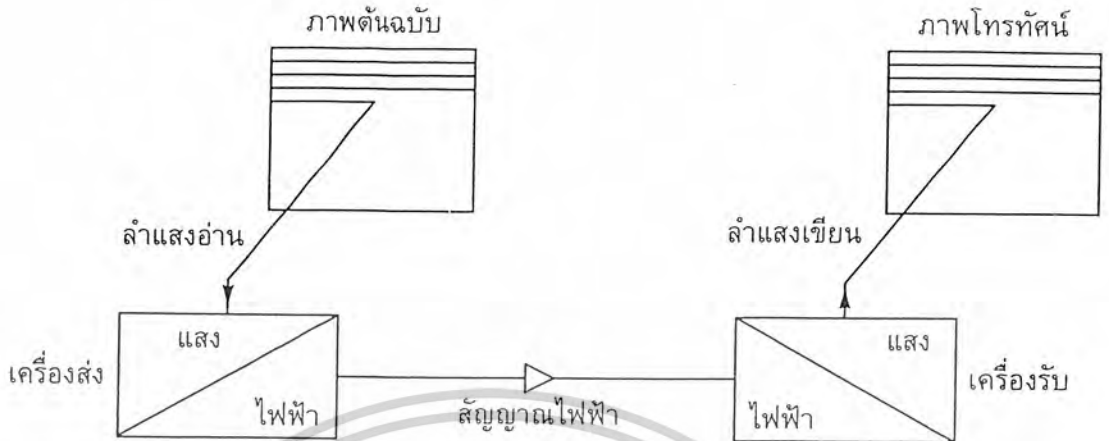 ภาพต้นฉบับ
ภาพโทรทัศน์
ลำแสงอ่าน
ลำแสงเขียน
แสง
แสง
เครื่องส่ง
เครื่องรับ
ไฟฟ้า
สัญญาณไฟฟ้า
ไฟฟ้า